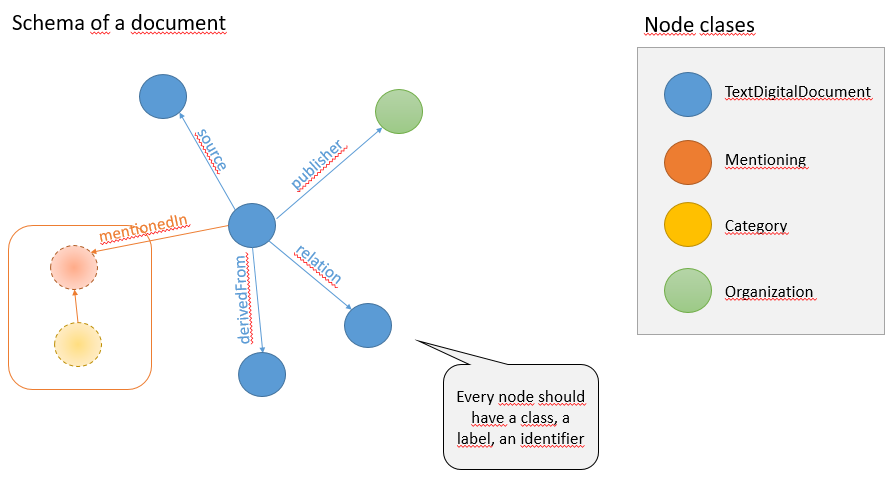 Schema of a document
Node clases
source
publisher
TextDigitalDocument
Mentioning
mentionedIn
Category
relation
derivedFrom
Organization
Every node should
have a class, a
label, an identifier